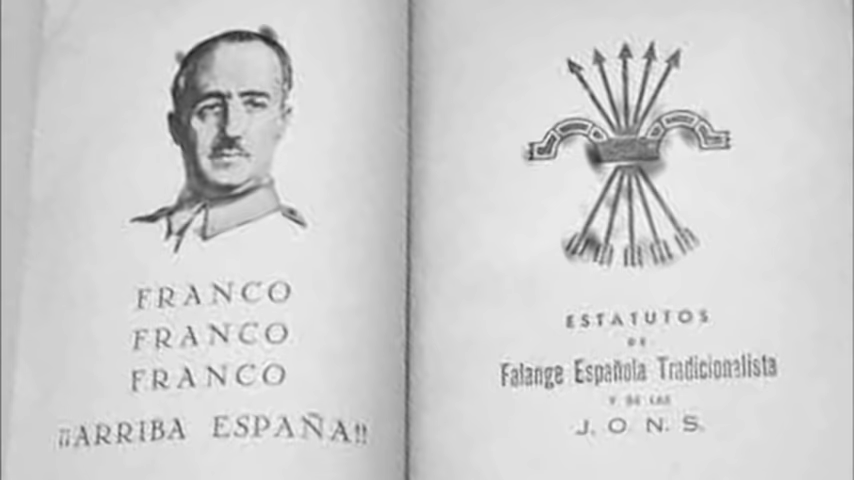 FRANCO
FRANCO
FRANCO
¡¡ARRIBA ESPAÑA!!
ESTATUTOS
DE
Falange Española Tradicionalista
Y DE LAS
J. O. N. S.